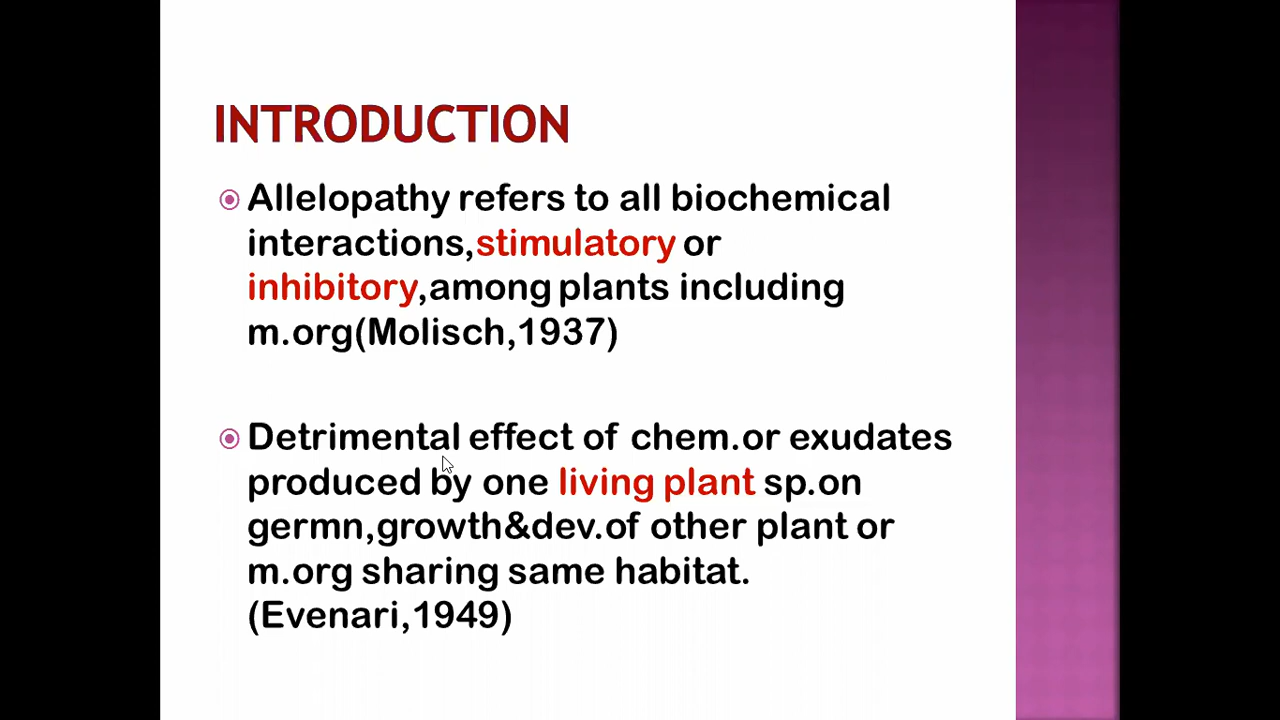 INTRODUCTION
Allelopathy refers to all biochemical
interactions,stimulatory or
inhibitory,among plants including
m.org(Molisch,1937)
Detrimental effect of chem.or exudates
produced by one living plant sp.on
germn,growth&dev.of other plant or
m.org sharing same habitat.
(Evenari,1949)